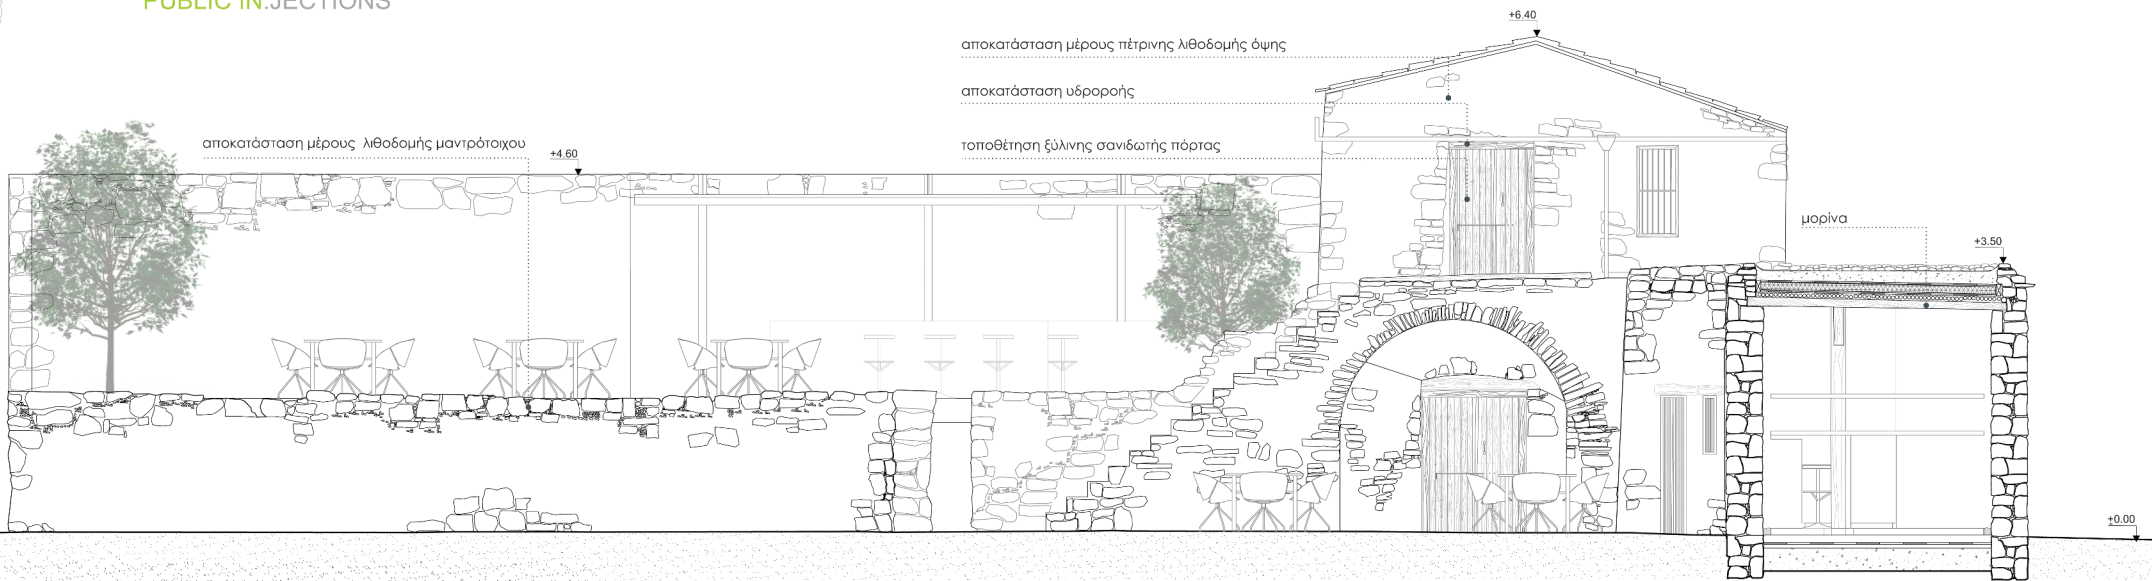 PUBLIC IN.JECTIONS
+6.40
αποκατάσταση μέρους πέτρινης λιθοδομής όψης
αποκατάσταση υδροροής
αποκατάσταση μέρους λιθοδομής μαντρότοιχου
+4.60
τοποθέτηση ξύλινης σανιδωτής πόρτας
μορίνα
+3.50
+0.00